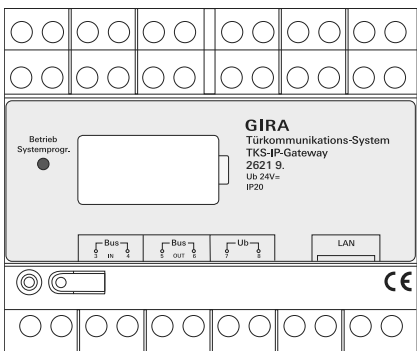 Betrieb
Systemprogr.
GIRA
Türkommunikations-System
TKS-IP-Gateway
2621 9.
Ub 24V=
IP20
Bus
3 IN 4
Bus
5 OUT 6
Ub
7 8
LAN
CE